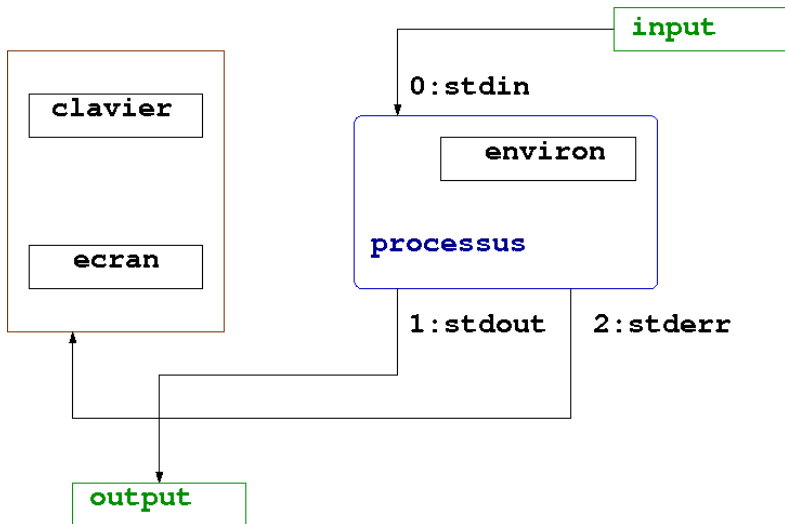 input
0:stdin
clavier
environ
processus
ecran
1:stdout
2:stderr
output